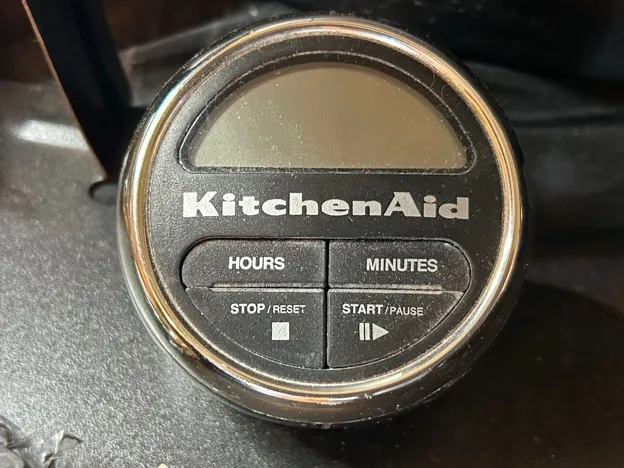 KitchenAid
HOURS MINUTES
STOP/RESET START/PAUSE